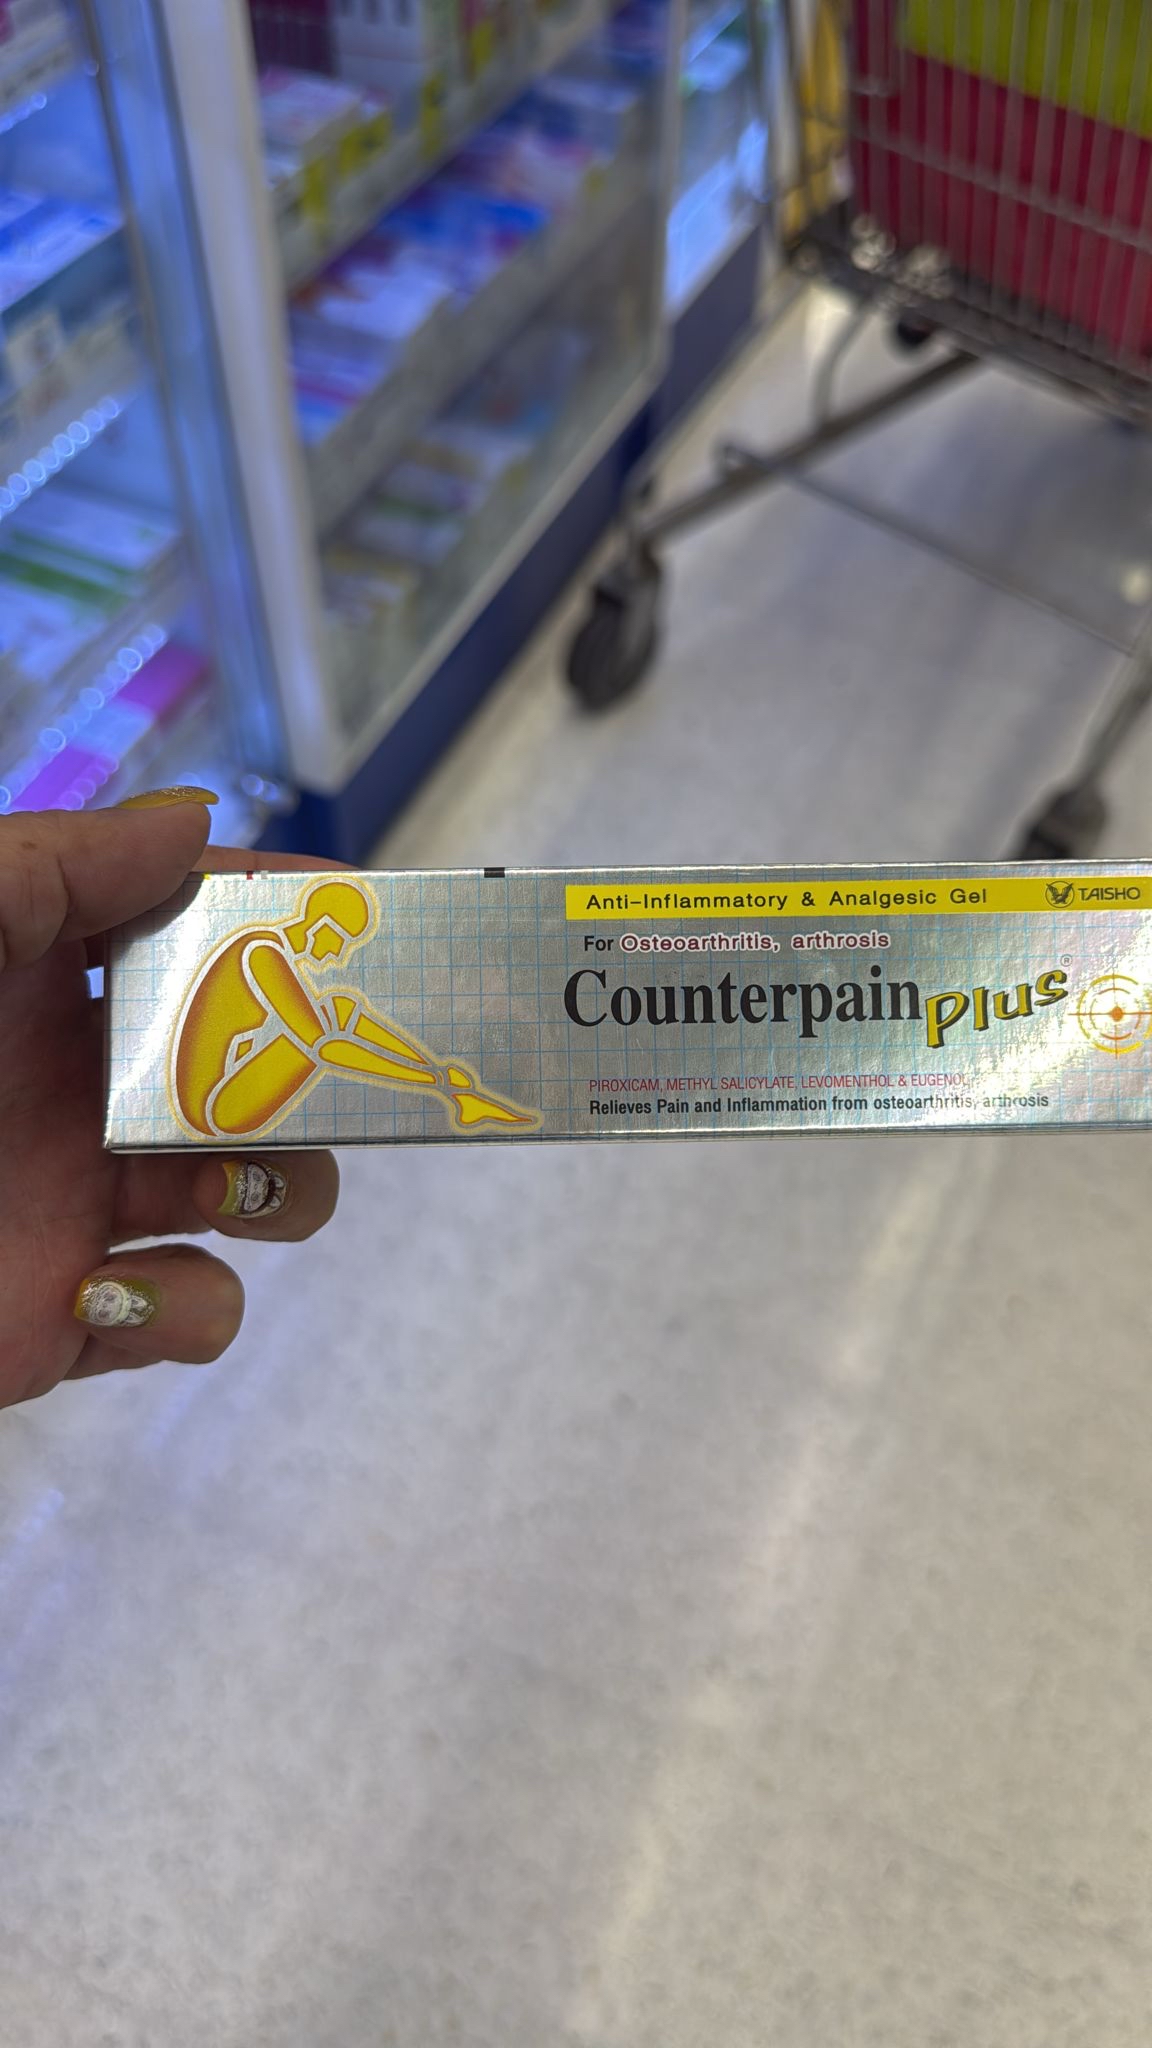 Anti-Inflammatory & Analgesic Gel
TAISHO
For Osteoarthritis, arthrosis
Counterpain plus®
PIROXICAM, METHYL SALICYLATE, LEVOMENTHOL & EUGENOL
Relieves Pain and Inflammation from osteoarthritis, arthrosis